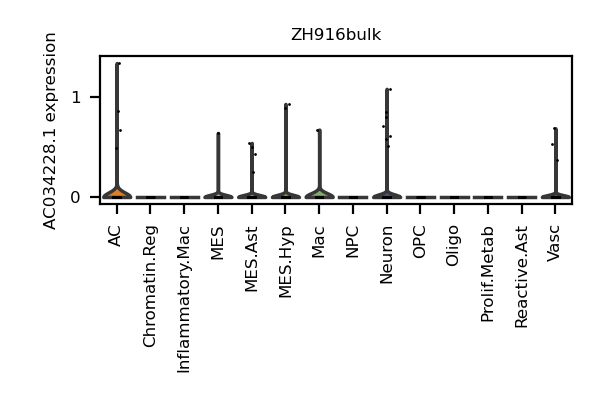 ZH916bulk
AC034228.1 expression
1
0
AC
Chromatin.Reg
Inflammatory.Mac
MES
MES.Ast
MES.Hyp
Mac
NPC
Neuron
OPC
Oligo
Prolif.Metab
Reactive.Ast
Vasc